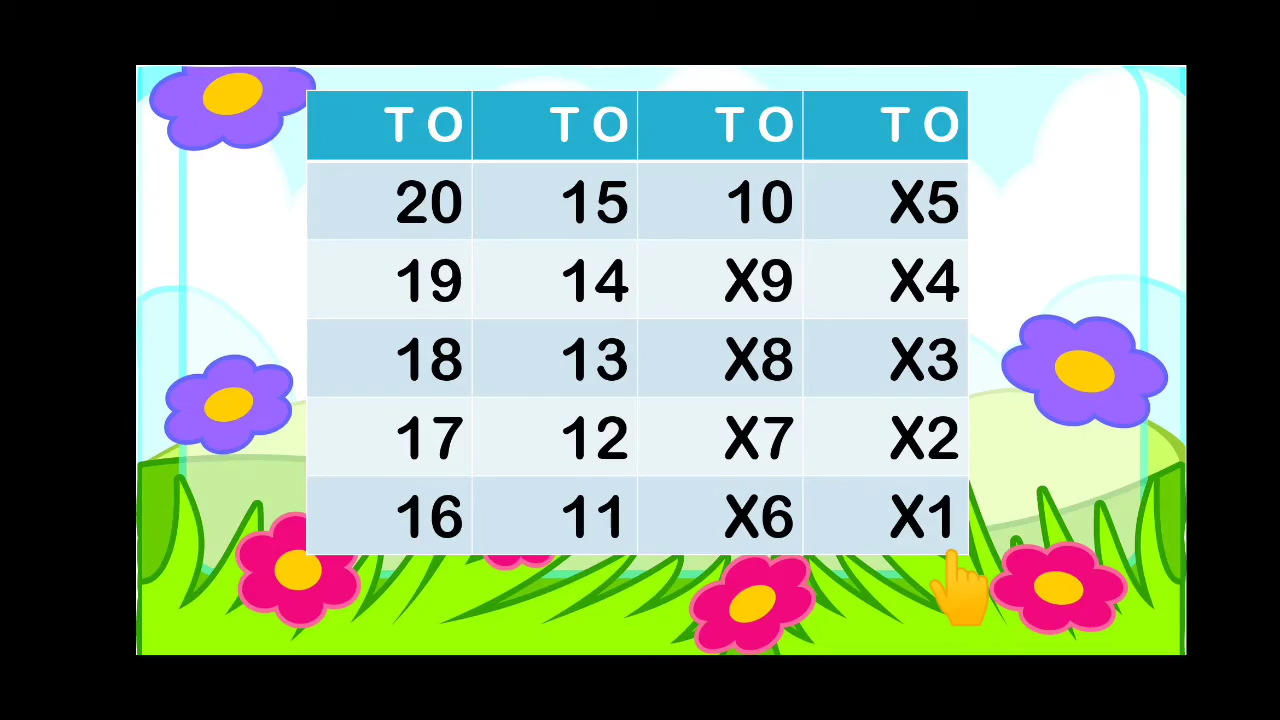 T O T O T O T O
20 15 10 X5
19 14 X9 X4
18 13 X8 X3
17 12 X7 X2
16 11 X6 X1